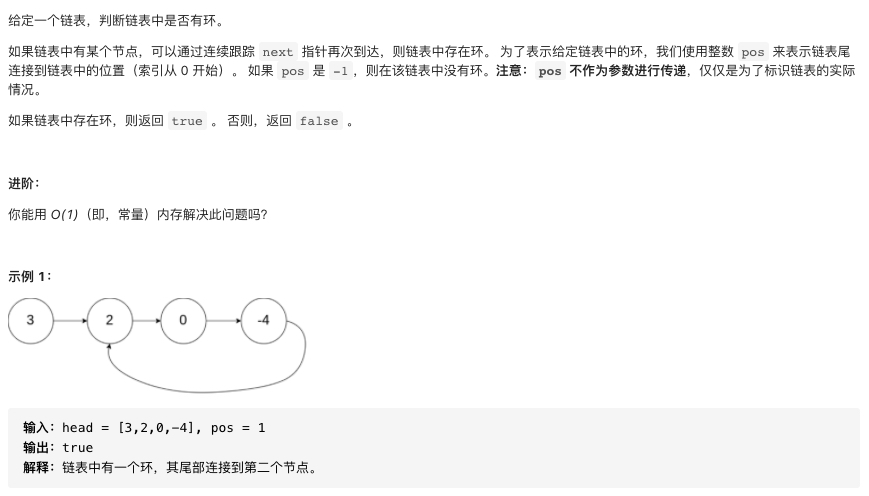 给定一个链表，判断链表中是否有环。
如果链表中有某个节点，可以通过连续跟踪 next 指针再次到达，则链表中存在环。 为了表示给定链表中的环，我们使用整数 pos 来表示链表尾
连接到链表中的位置（索引从 0 开始）。 如果 pos 是 -1，则在该链表中没有环。注意：pos 不作为参数进行传递，仅仅是为了标识链表的实际
情况。
如果链表中存在环，则返回 true 。 否则，返回 false 。
进阶：
你能用 O(1)（即，常量）内存解决此问题吗？
示例 1：
3 2 0 -4
输入：head = [3,2,0,-4], pos = 1
输出：true
解释：链表中有一个环，其尾部连接到第二个节点。